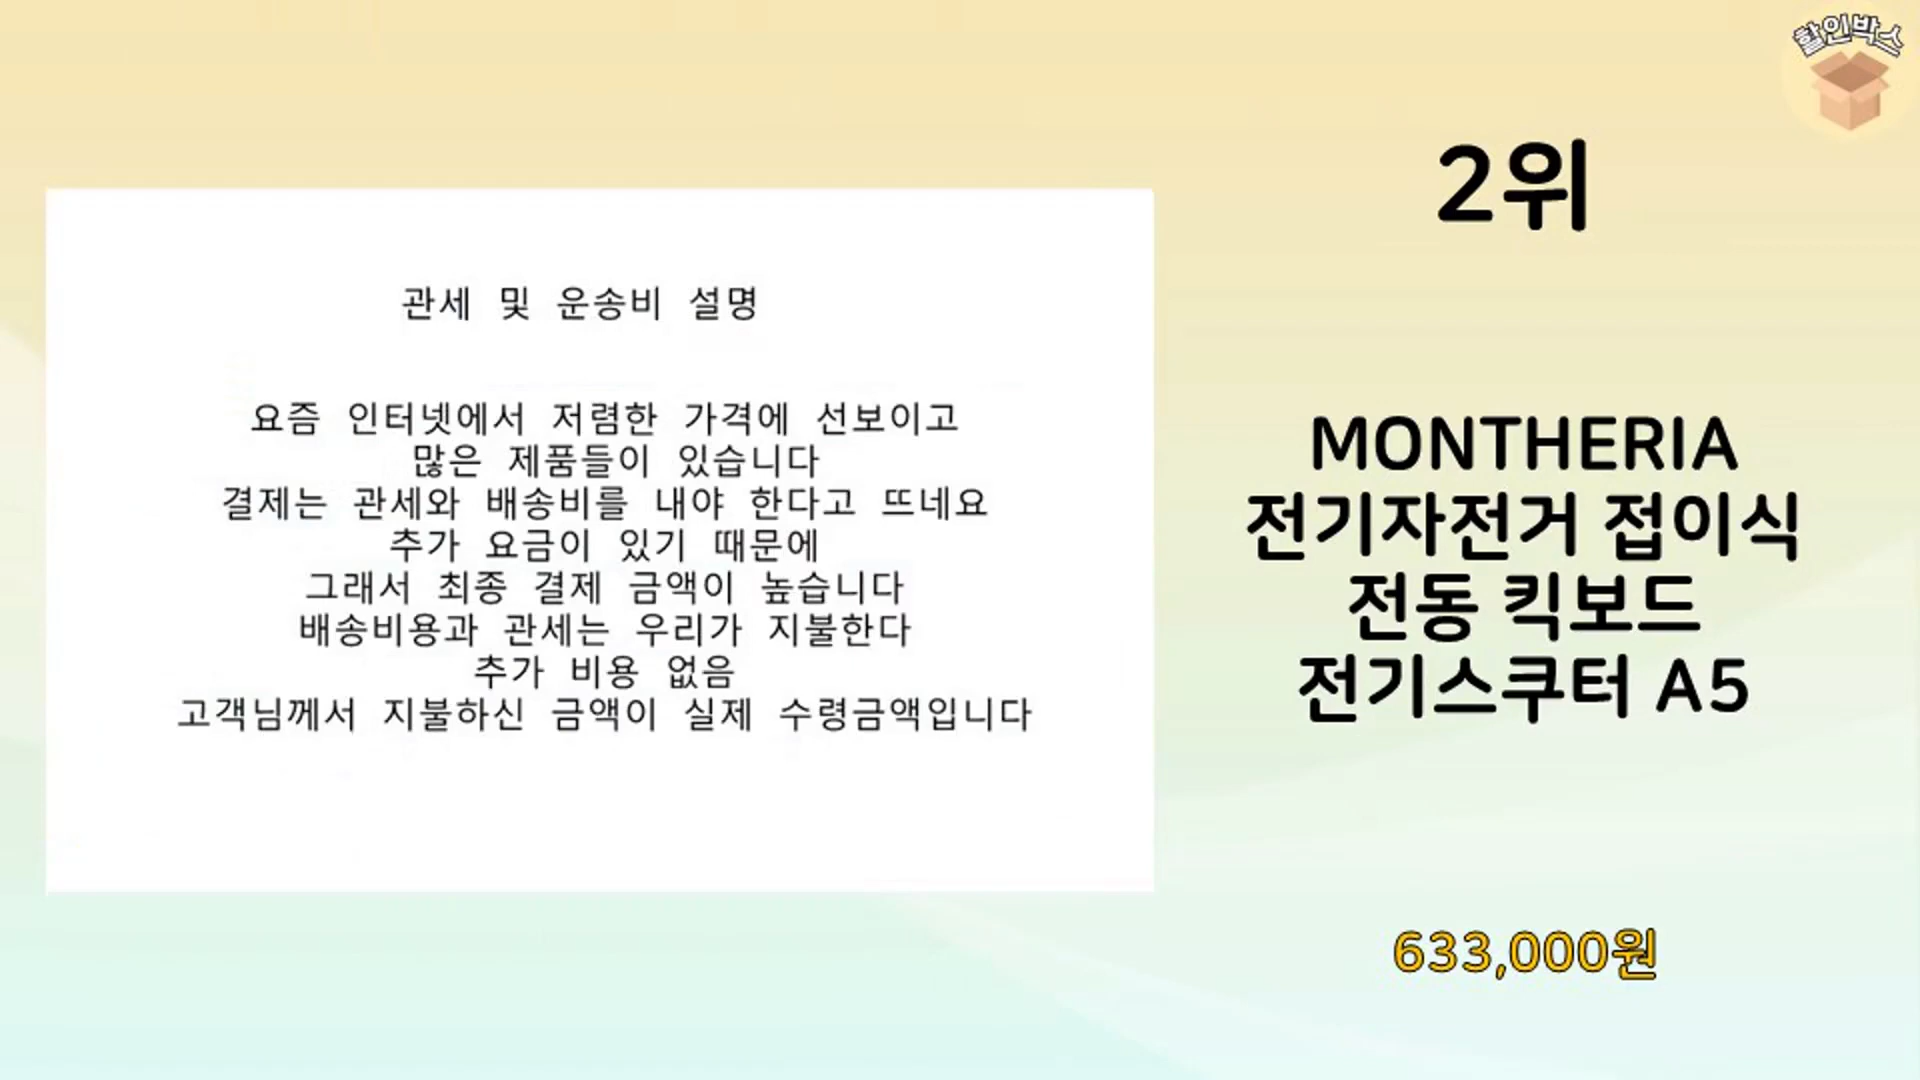 할인박스
2위
관세 및 운송비 설명
요즘 인터넷에서 저렴한 가격에 선보이고
많은 제품들이 있습니다
결제는 관세와 배송비를 내야 한다고 뜨네요
추가 요금이 있기 때문에
그래서 최종 결제 금액이 높습니다
배송비용과 관세는 우리가 지불한다
추가 비용 없음
고객님께서 지불하신 금액이 실제 수령금액입니다
MONTHERIA
전기자전거 접이식
전동 킥보드
전기스쿠터 A5
633,000원